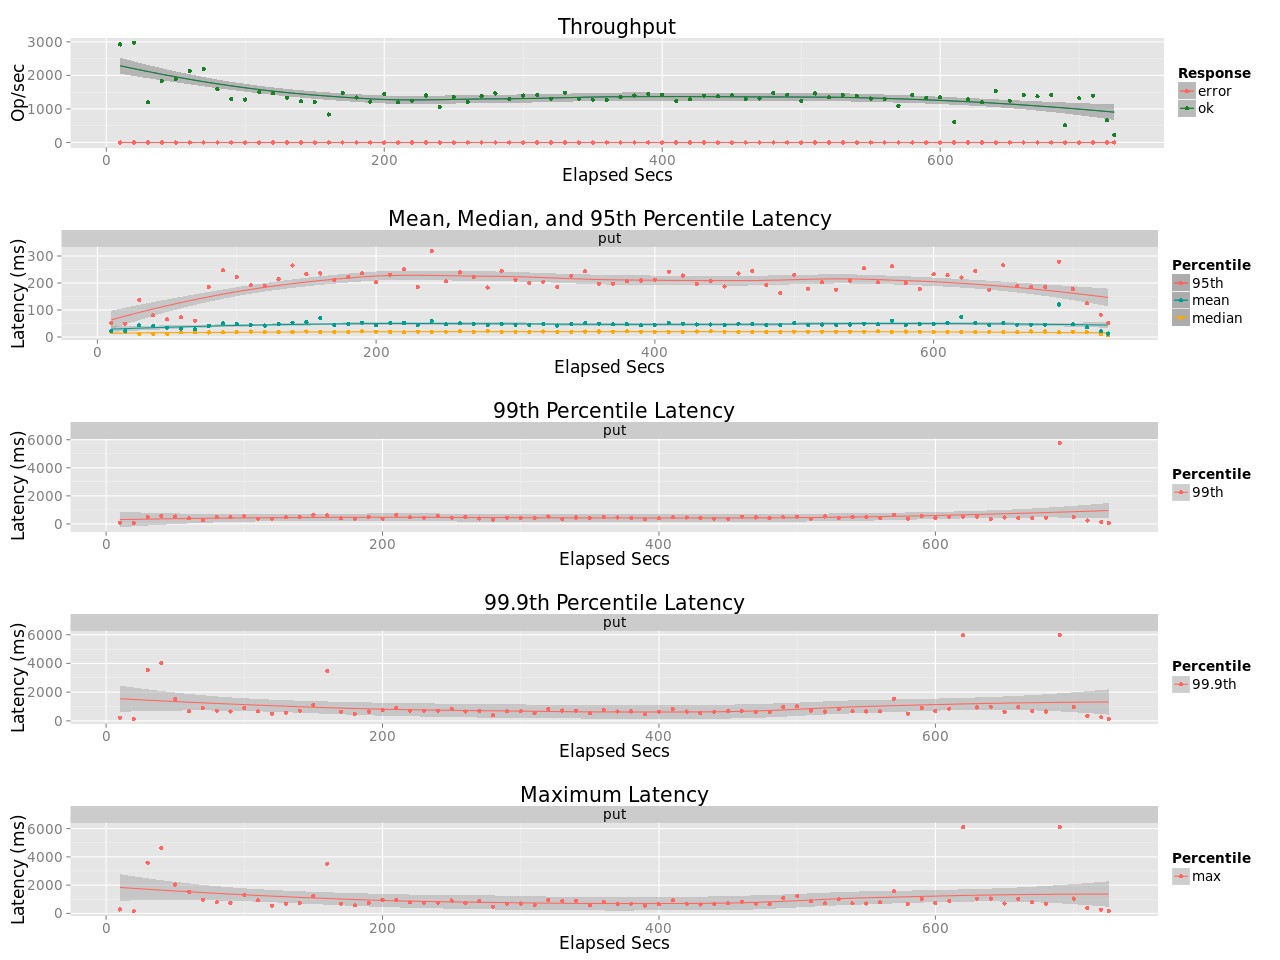 Throughput
3000
2000
1000
0
Op/sec
0 200 400 600
Elapsed Secs
Response
error
ok
Mean, Median, and 95th Percentile Latency
put
300
200
100
0
Latency (ms)
0 200 400 600
Elapsed Secs
Percentile
95th
mean
median
99th Percentile Latency
put
6000
4000
2000
0
Latency (ms)
0 200 400 600
Elapsed Secs
Percentile
99th
99.9th Percentile Latency
put
6000
4000
2000
0
Latency (ms)
0 200 400 600
Elapsed Secs
Percentile
99.9th
Maximum Latency
put
6000
4000
2000
0
Latency (ms)
0 200 400 600
Elapsed Secs
Percentile
max